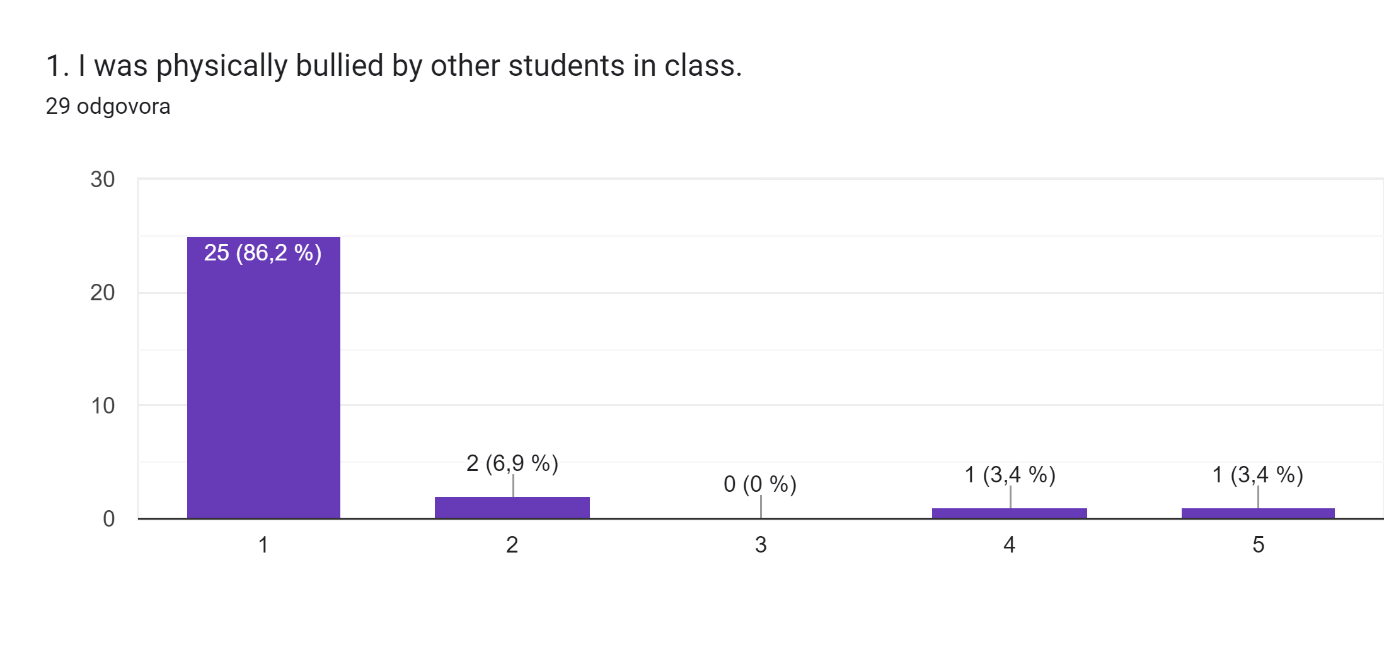 1. I was physically bullied by other students in class.
29 odgovora
30
25 (86,2 %)
20
10
2 (6,9 %)
0 (0 %)
1 (3,4 %)
1 (3,4 %)
0
1
2
3
4
5